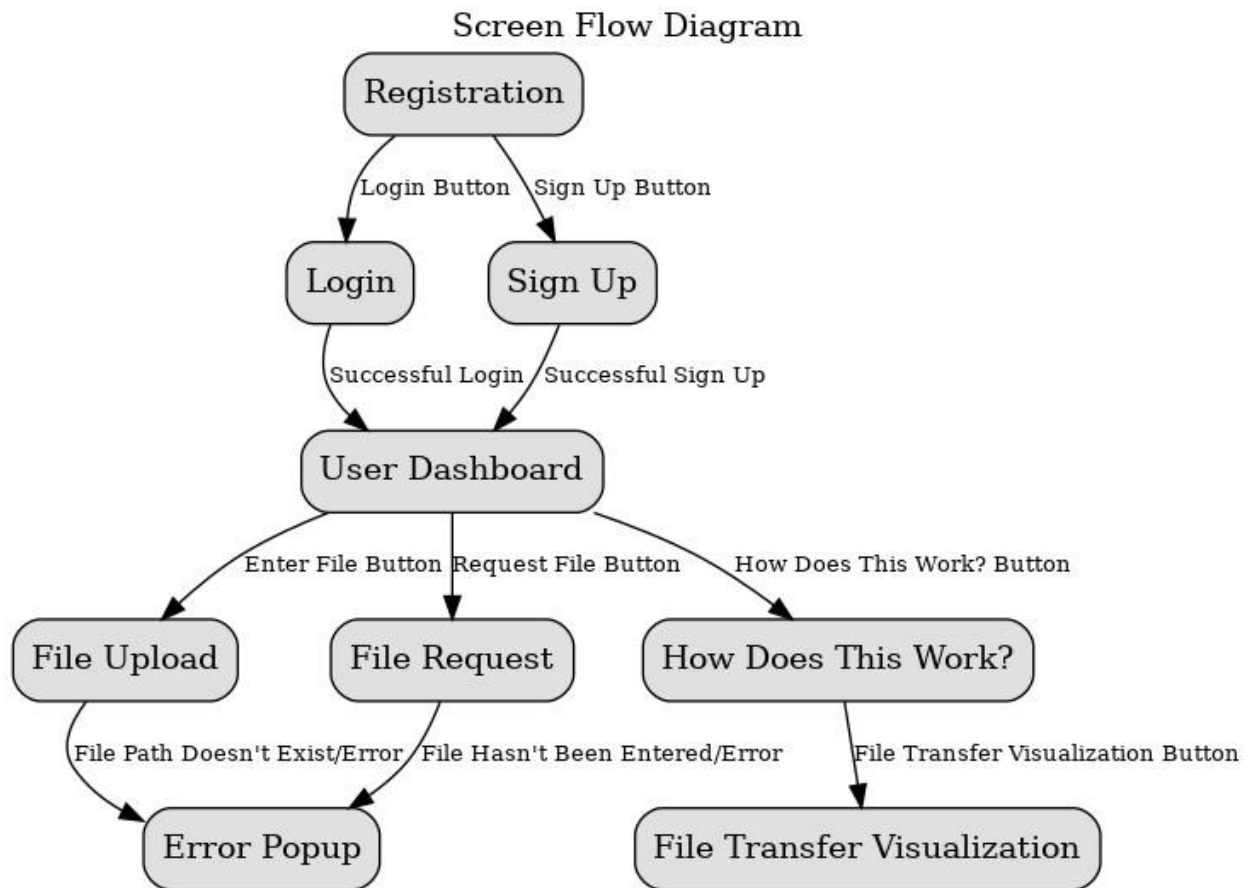 Screen Flow Diagram
Registration
Login Button
Sign Up Button
Login
Sign Up
Successful Login
Successful Sign Up
User Dashboard
Enter File Button
Request File Button
How Does This Work? Button
File Upload
File Request
How Does This Work?
File Path Doesn't Exist/Error
File Hasn't Been Entered/Error
File Transfer Visualization Button
Error Popup
File Transfer Visualization